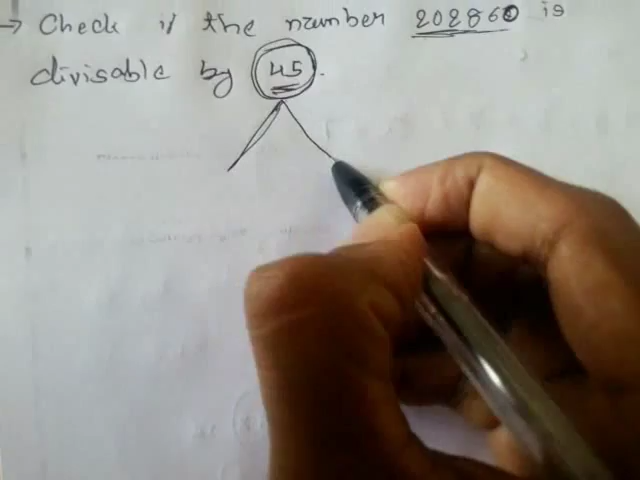 → Check if the number 202860 is
divisable by 45.